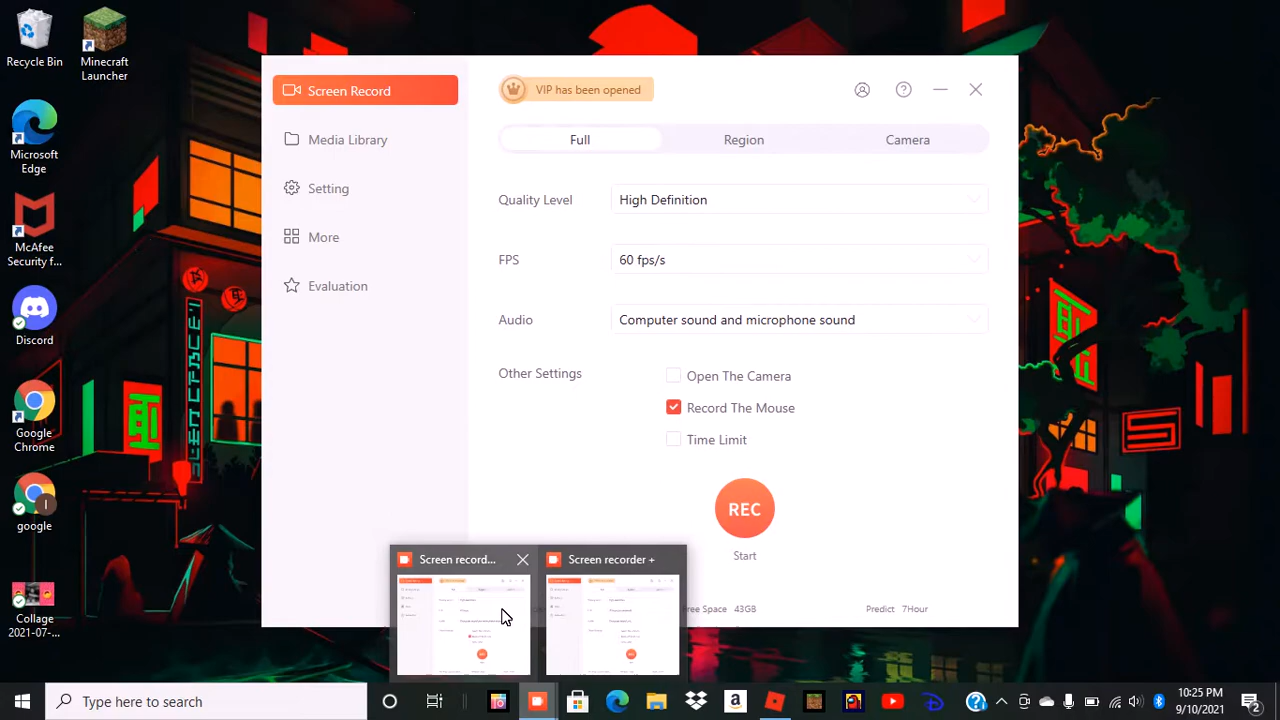 Recycle Bin
Minecraft
Launcher
Microsoft
Edge
McAfee
Security f...
Discord
Google
Chrome
google
Collage
2021-07-...
Screen Record
Media Library
Setting
More
Evaluation
VIP has been opened
Full
Region
Camera
Quality Level
High Definition
FPS
60 fps/s
Audio
Computer sound and microphone sound
Other Settings
Open The Camera
Record The Mouse
Time Limit
REC
Start
Free Space 43GB
Predict 7Hour
Screen record...
Screen recorder +
Type here to search
10:25 PM
9/10/2021
2